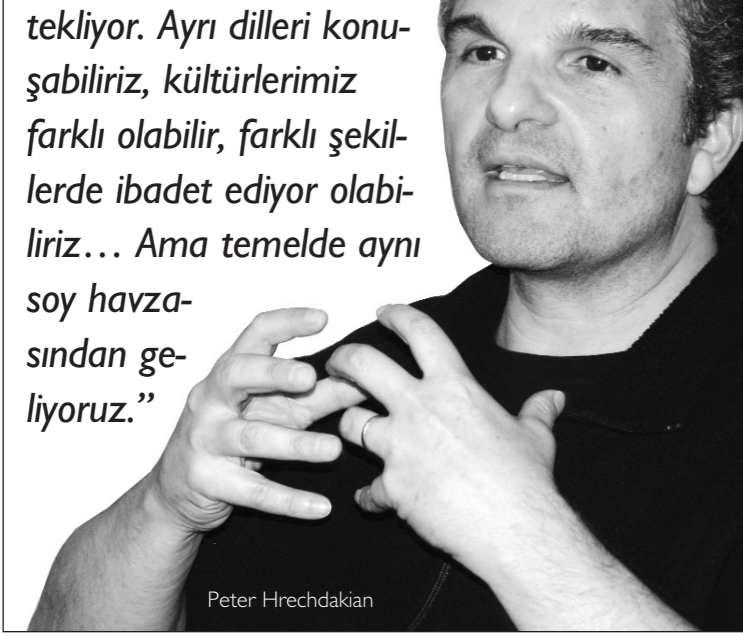 tekliyor. Ayrı dilleri konu-
şabiliriz, kültürlerimiz
farklı olabilir, farklı şekil-
lerde ibadet ediyor olabi-
liriz… Ama temelde aynı
soy havza-
sından ge-
liyoruz.”
Peter Hrechdakian